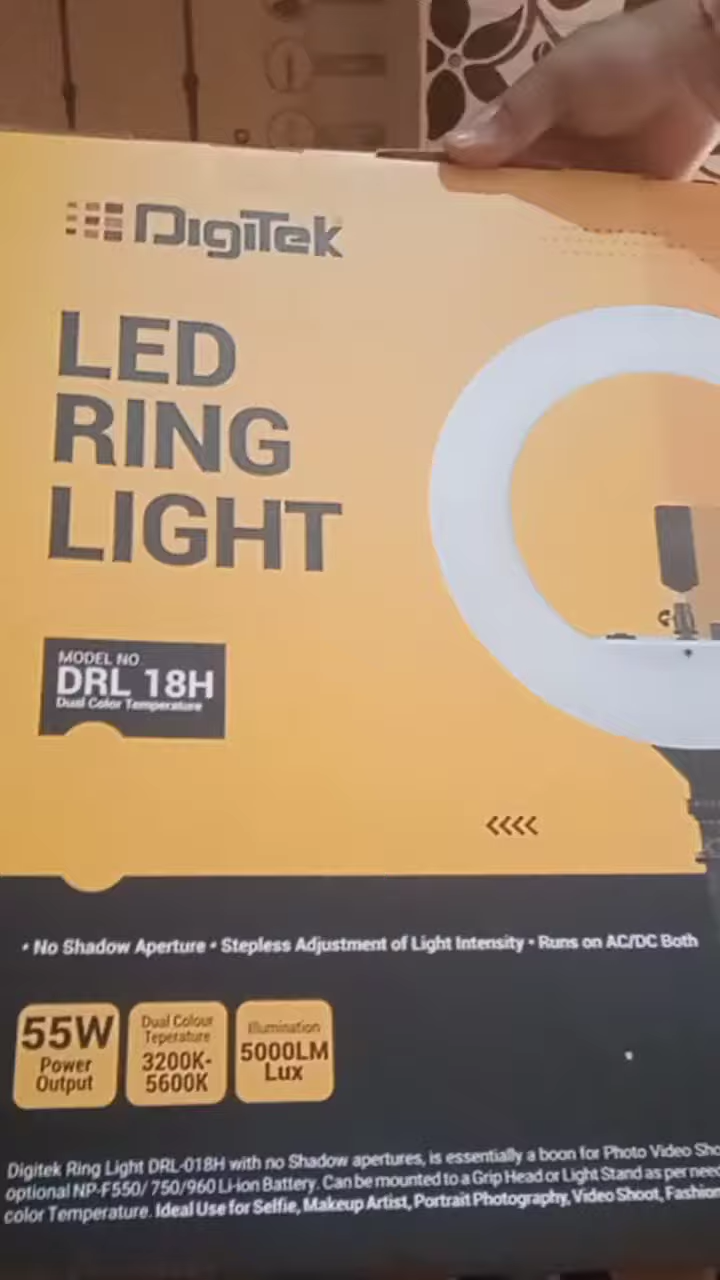 DigiTek
LED
RING
LIGHT
MODEL NO
DRL 18H
Dual Color Temperature
• No Shadow Aperture • Stepless Adjustment of Light Intensity • Runs on AC/DC Both
55W
Power
Output
Dual Colour
Teperature
3200K-
5600K
Illumination
5000LM
Lux
Digitek Ring Light DRL-018H with no Shadow apertures, is essentially a boon for Photo Video
optional NP-F550/ 750/960 Li-ion Battery. Can be mounted to a Grip Head or Light Stand as per
color Temperature. Ideal Use for Selfie, Makeup Artist, Portrait Photography, Video Shoot, Fashion